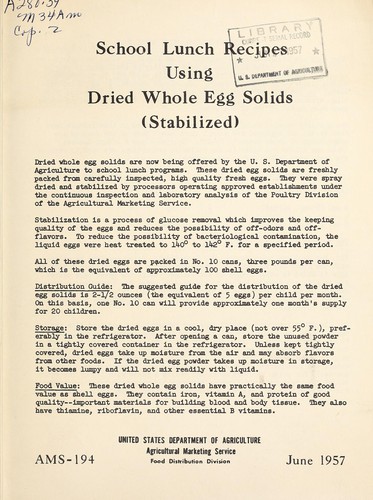 A280.39
M34Am
Cop. 2
LIBRARY
SERIAL RECORD
1957
U. S. DEPARTMENT OF AGRICULTURE
School Lunch Recipes
Using
Dried Whole Egg Solids
(Stabilized)
Dried whole egg solids are now being offered by the U. S. Department of
Agriculture to school lunch programs. These dried egg solids are freshly
packed from carefully inspected, high quality fresh eggs. They were spray
dried and stabilized by processors operating approved establishments under
the continuous inspection and laboratory analysis of the Poultry Division
of the Agricultural Marketing Service.
Stabilization is a process of glucose removal which improves the keeping
quality of the eggs and reduces the possibility of off-odors and off-
flavors. To reduce the possibility of bacteriological contamination, the
liquid eggs were heat treated to 140° to 142° F. for a specified period.
All of these dried eggs are packed in No. 10 cans, three pounds per can,
which is the equivalent of approximately 100 shell eggs.
Distribution Guide: The suggested guide for the distribution of the dried
egg solids is 2-1/2 ounces (the equivalent of 5 eggs) per child per month.
On this basis, one No. 10 can will provide approximately one month's supply
for 20 children.
Storage: Store the dried eggs in a cool, dry place (not over 55° F.), pref-
erably in the refrigerator. After opening a can, store the unused powder
in a tightly covered container in the refrigerator. Unless kept tightly
covered, dried eggs take up moisture from the air and may absorb flavors
from other foods. If the dried egg powder takes up moisture in storage,
it becomes lumpy and will not mix readily with liquid.
Food Value: These dried whole egg solids have practically the same food
value as shell eggs. They contain iron, vitamin A, and protein of good
quality--important materials for building blood and body tissue. They also
have thiamine, riboflavin, and other essential B vitamins.
UNITED STATES DEPARTMENT OF AGRICULTURE
Agricultural Marketing Service
Food Distribution Division
AMS-194
June 1957